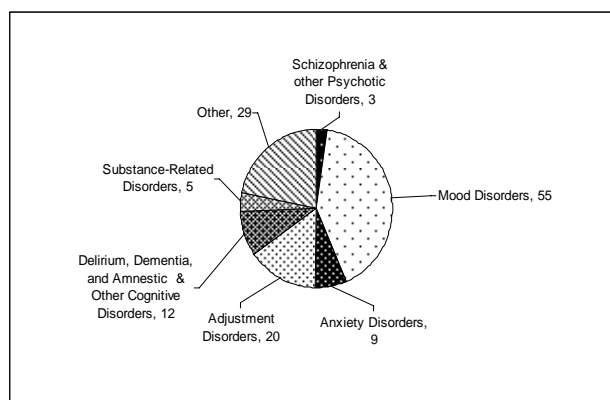 Schizophrenia &
other Psychotic
Disorders, 3
Mood Disorders, 55
Anxiety Disorders,
9
Adjustment
Disorders, 20
Delirium, Dementia,
and Amnestic  &
Other Cognitive
Disorders, 12
Substance-Related
Disorders, 5
Other, 29